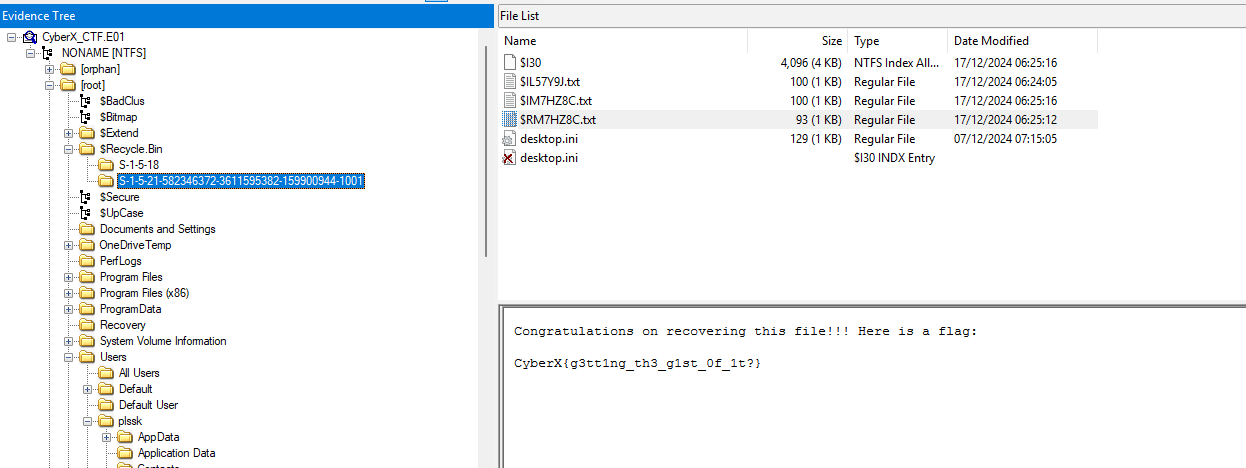 Evidence Tree
CyberX_CTF.E01
NONAME [NTFS]
[orphan]
[root]
$BadClus
$Bitmap
$Extend
$Recycle.Bin
S-1-5-18
S-1-5-21-582346372-3611595382-159900944-1001
$Secure
$UpCase
Documents and Settings
OneDriveTemp
PerfLogs
Program Files
Program Files (x86)
ProgramData
Recovery
System Volume Information
Users
All Users
Default
Default User
plssk
AppData
Application Data
File List
Name Size Type Date Modified
$I30 4,096 (4 KB) NTFS Index All... 17/12/2024 06:25:16
$IL57Y9J.txt 100 (1 KB) Regular File 17/12/2024 06:24:05
$IM7HZ8C.txt 100 (1 KB) Regular File 17/12/2024 06:25:16
$RM7HZ8C.txt 93 (1 KB) Regular File 17/12/2024 06:25:12
desktop.ini 129 (1 KB) Regular File 07/12/2024 07:15:05
desktop.ini $I30 INDX Entry
Congratulations on recovering this file!!! Here is a flag:
CyberX{g3tt1ng_th3_g1st_0f_1t?}